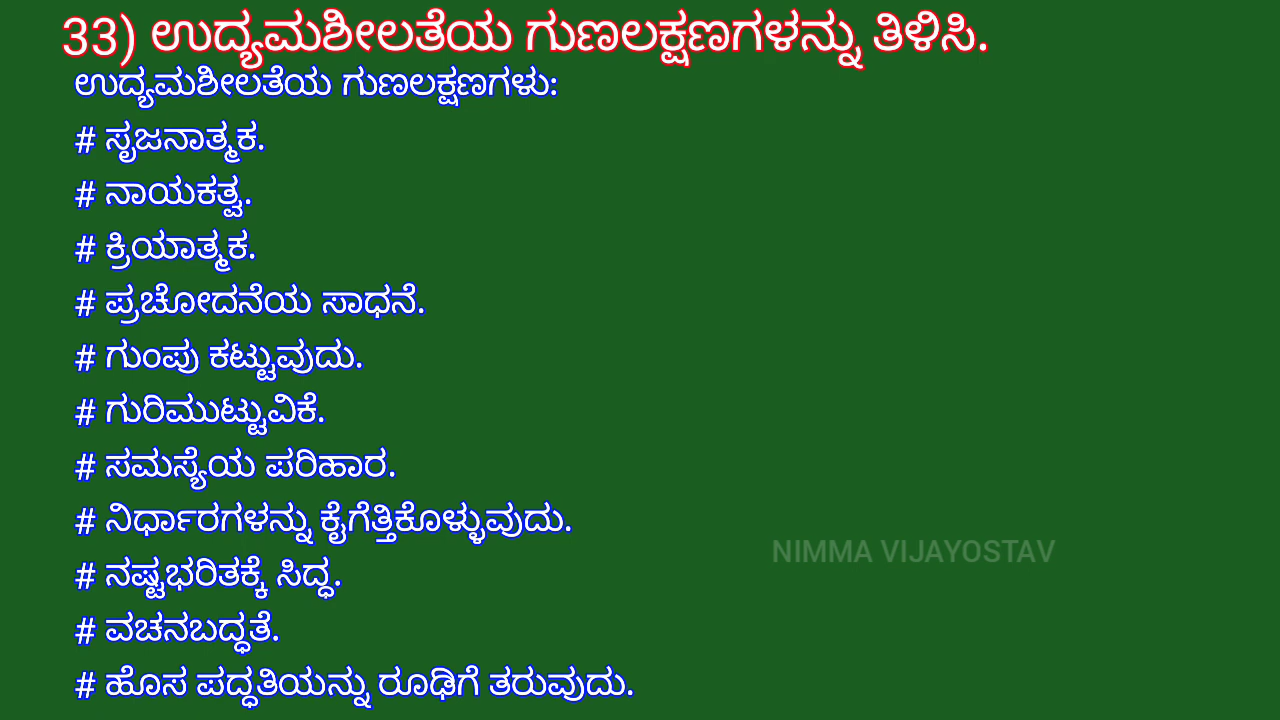 33) ಉದ್ಯಮಶೀಲತೆಯ ಗುಣಲಕ್ಷಣಗಳನ್ನು ತಿಳಿಸಿ.
ಉದ್ಯಮಶೀಲತೆಯ ಗುಣಲಕ್ಷಣಗಳು:
# ಸೃಜನಾತ್ಮಕ.
# ನಾಯಕತ್ವ.
# ಕ್ರಿಯಾತ್ಮಕ.
# ಪ್ರಚೋದನೆಯ ಸಾಧನೆ.
# ಗುಂಪು ಕಟ್ಟುವುದು.
# ಗುರಿಮುಟ್ಟುವಿಕೆ.
# ಸಮಸ್ಯೆಯ ಪರಿಹಾರ.
# ನಿರ್ಧಾರಗಳನ್ನು ಕೈಗೆತ್ತಿಕೊಳ್ಳುವುದು.
NIMMA VIJAYOSTAV
# ನಷ್ಟಭರಿತಕ್ಕೆ ಸಿದ್ಧ.
# ವಚನಬದ್ಧತೆ.
# ಹೊಸ ಪದ್ಧತಿಯನ್ನು ರೂಢಿಗೆ ತರುವುದು.